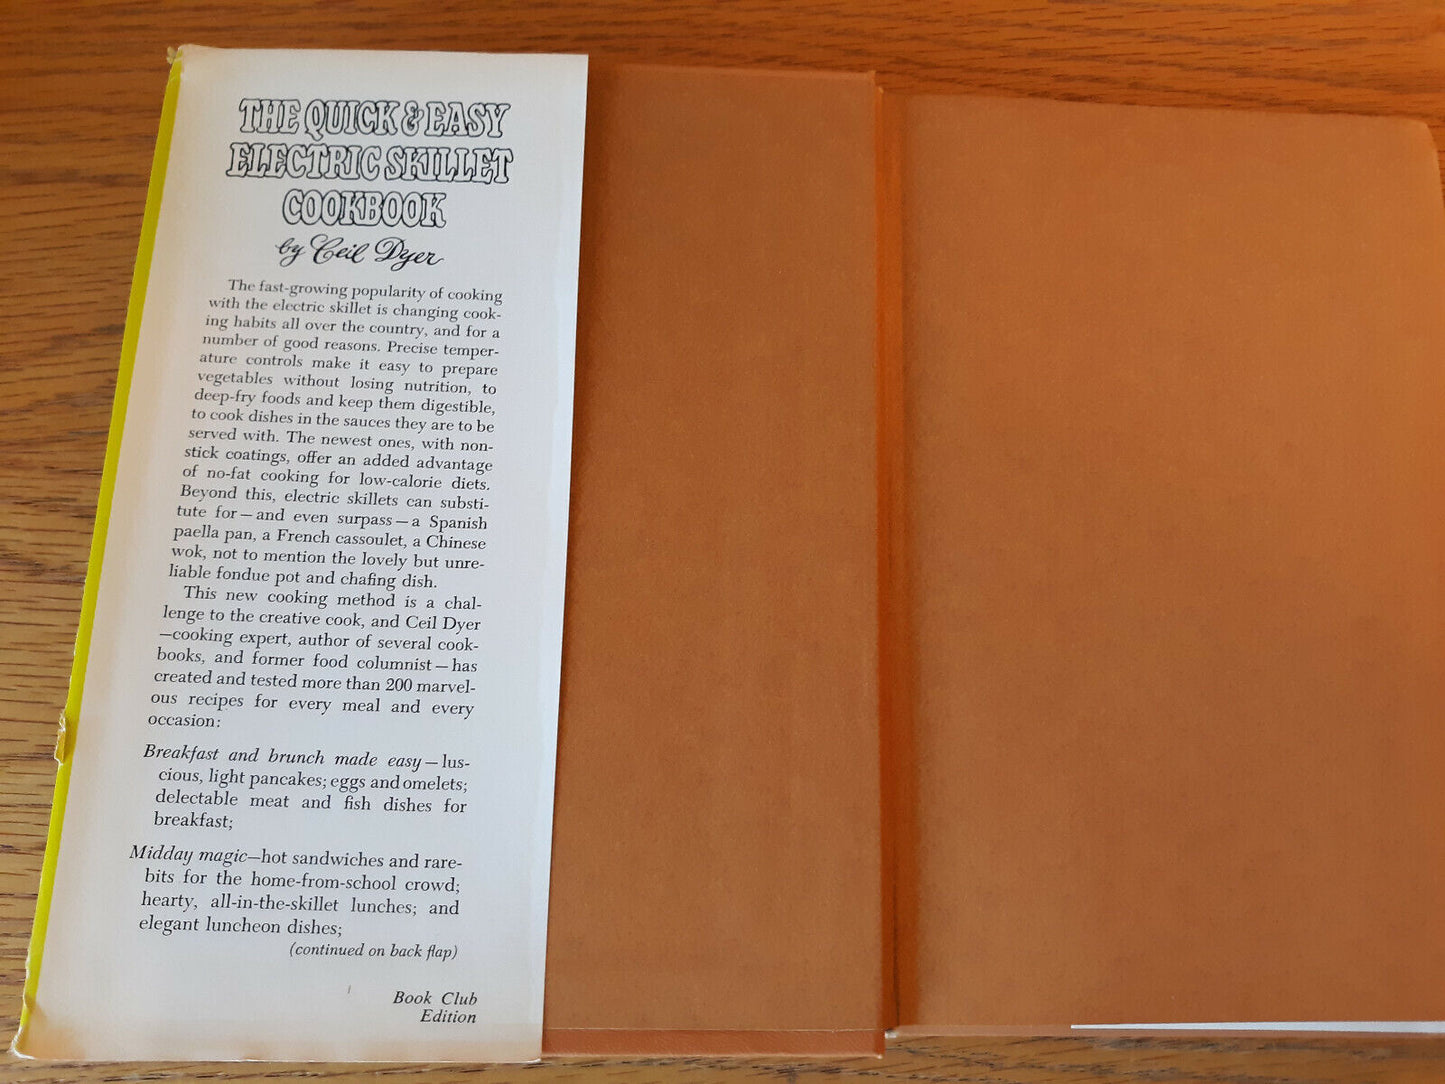 THE QUICK & EASY
ELECTRIC SKILLET
COOKBOOK
by Ceil Dyer
The fast-growing popularity of cooking
with the electric skillet is changing cook-
ing habits all over the country, and for a
number of good reasons. Precise temper-
ature controls make it easy to prepare
vegetables without losing nutrition, to
deep-fry foods and keep them digestible,
to cook dishes in the sauces they are to be
served with. The newest ones, with non-
stick coatings, offer an added advantage
of no-fat cooking for low-calorie diets.
Beyond this, electric skillets can substi-
tute for—and even surpass—a Spanish
paella pan, a French cassoulet, a Chinese
wok, not to mention the lovely but unre-
liable fondue pot and chafing dish.
This new cooking method is a chal-
lenge to the creative cook, and Ceil Dyer
—cooking expert, author of several cook-
books, and former food columnist—has
created and tested more than 200 marvel-
ous recipes for every meal and every
occasion:
Breakfast and brunch made easy—lus-
cious, light pancakes; eggs and omelets;
delectable meat and fish dishes for
breakfast;
Midday magic—hot sandwiches and rare-
bits for the home-from-school crowd;
hearty, all-in-the-skillet lunches; and
elegant luncheon dishes;
(continued on back flap)
Book Club
Edition